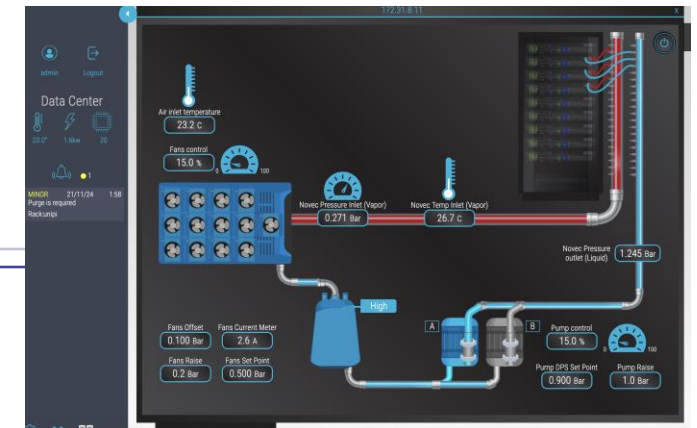 172.31.8.11
x
admin
Logout
Data Center
20.0°
20
1
MINOR 21/11/24 1:58
Purge is required
Rack:unipi
Air inlet temperature
23.2 c
Fans control
15.0 %
0
100
Novec Pressure Inlet (Vapor)
0.271 Bar
Novec Temp Inlet (Vapor)
26.7 c
Novec Pressure
outlet (Liquid)
1.245 Bar
High
A
B
Fans Offset
0.100 Bar
Fans Current Meter
2.6 A
Fans Raise
0.2 Bar
Fans Set Point
0.500 Bar
Pump control
15.0 %
0
100
Pump DPS Set Point
0.900 Bar
Pump Raise
1.0 Bar